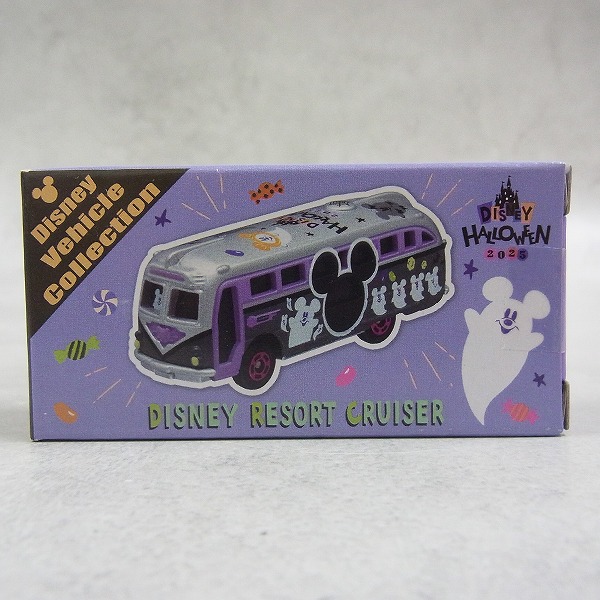 Disney
Vehicle
Collection
DISNEY
HALLOWEEN
2025
DISNEY RESORT CRUISER